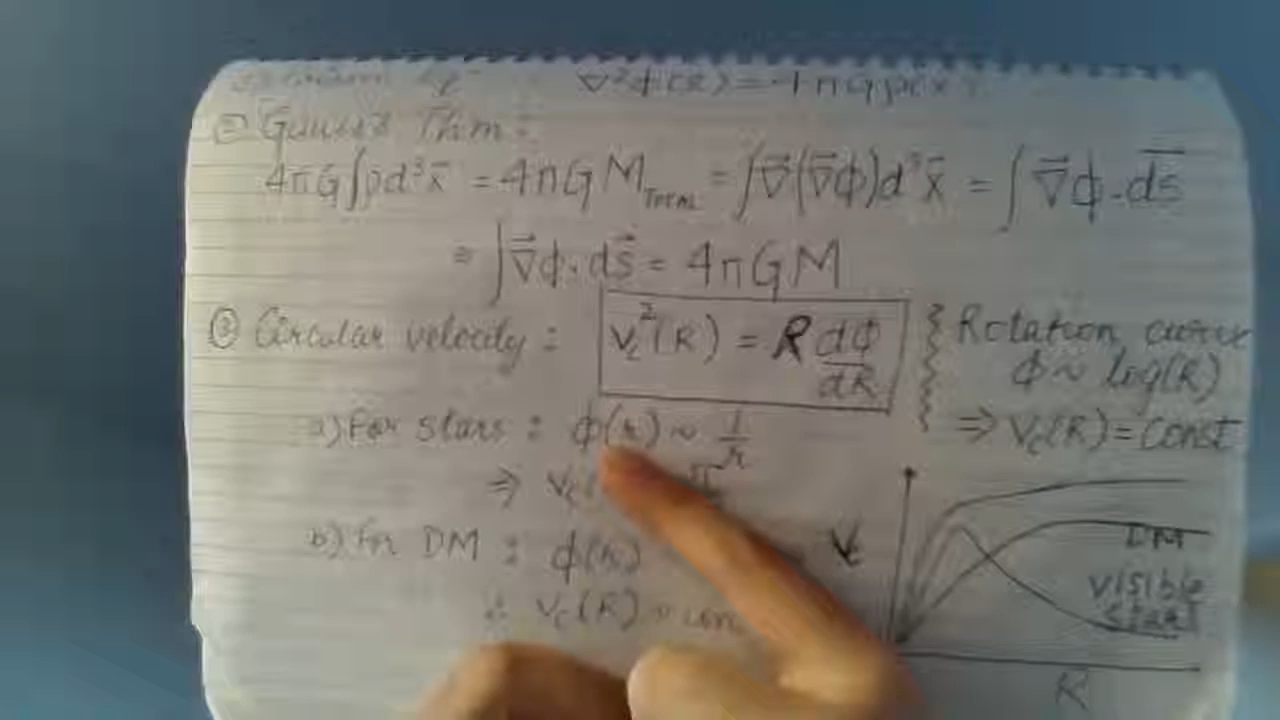 ∇²ϕ(x) = 4πGρ(x)
② Gauss's Thm:
4πG∫ρd³x̄ = 4πGM_Total = ∫∇⃗(∇⃗ϕ)d³x̄ = ∫∇⃗ϕ·ds⃗
= ∫∇⃗ϕ·ds⃗ = 4πGM
③ Circular velocity: v_c²(R) = R dΦ/dR
Rotation curve
Φ ~ log(R)
⇒ v_c(R) = const
a) For stars: ϕ(r) ~ 1/r
⇒ v_c
b) For DM: ϕ(r)
∴ v_c(R) =
V_c
DM
visible
stars
R